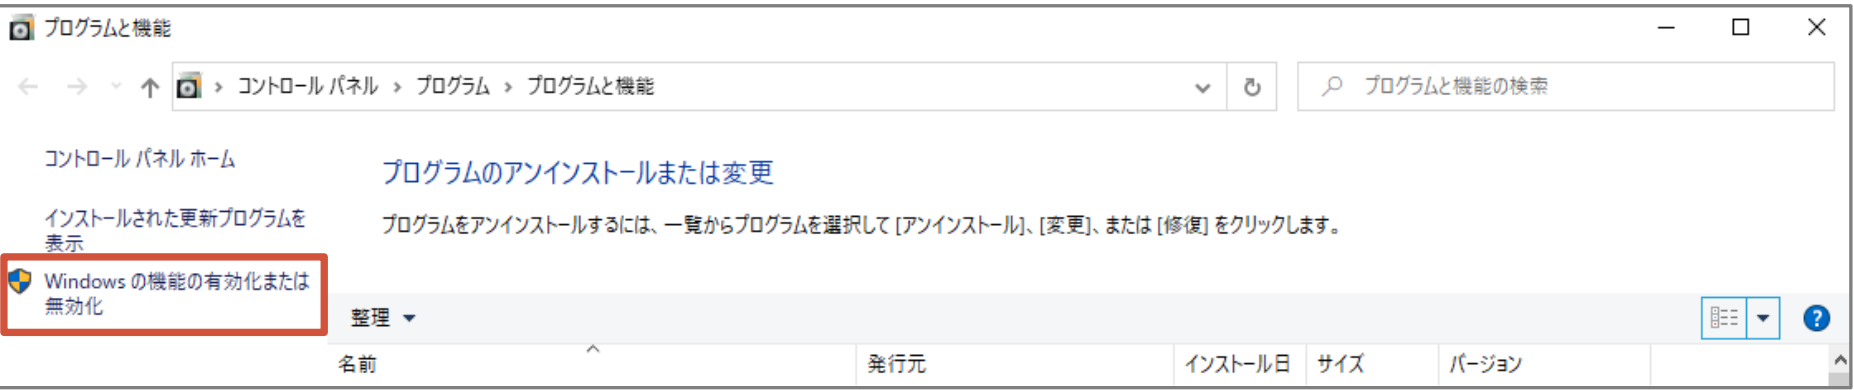 プログラムと機能
コントロール パネル › プログラム › プログラムと機能
プログラムと機能の検索
コントロール パネル ホーム
インストールされた更新プログラムを
表示
Windows の機能の有効化または
無効化
プログラムのアンインストールまたは変更
プログラムをアンインストールするには、一覧からプログラムを選択して [アンインストール]、[変更]、または [修復] をクリックします。
整理
名前 発行元 インストール日 サイズ バージョン